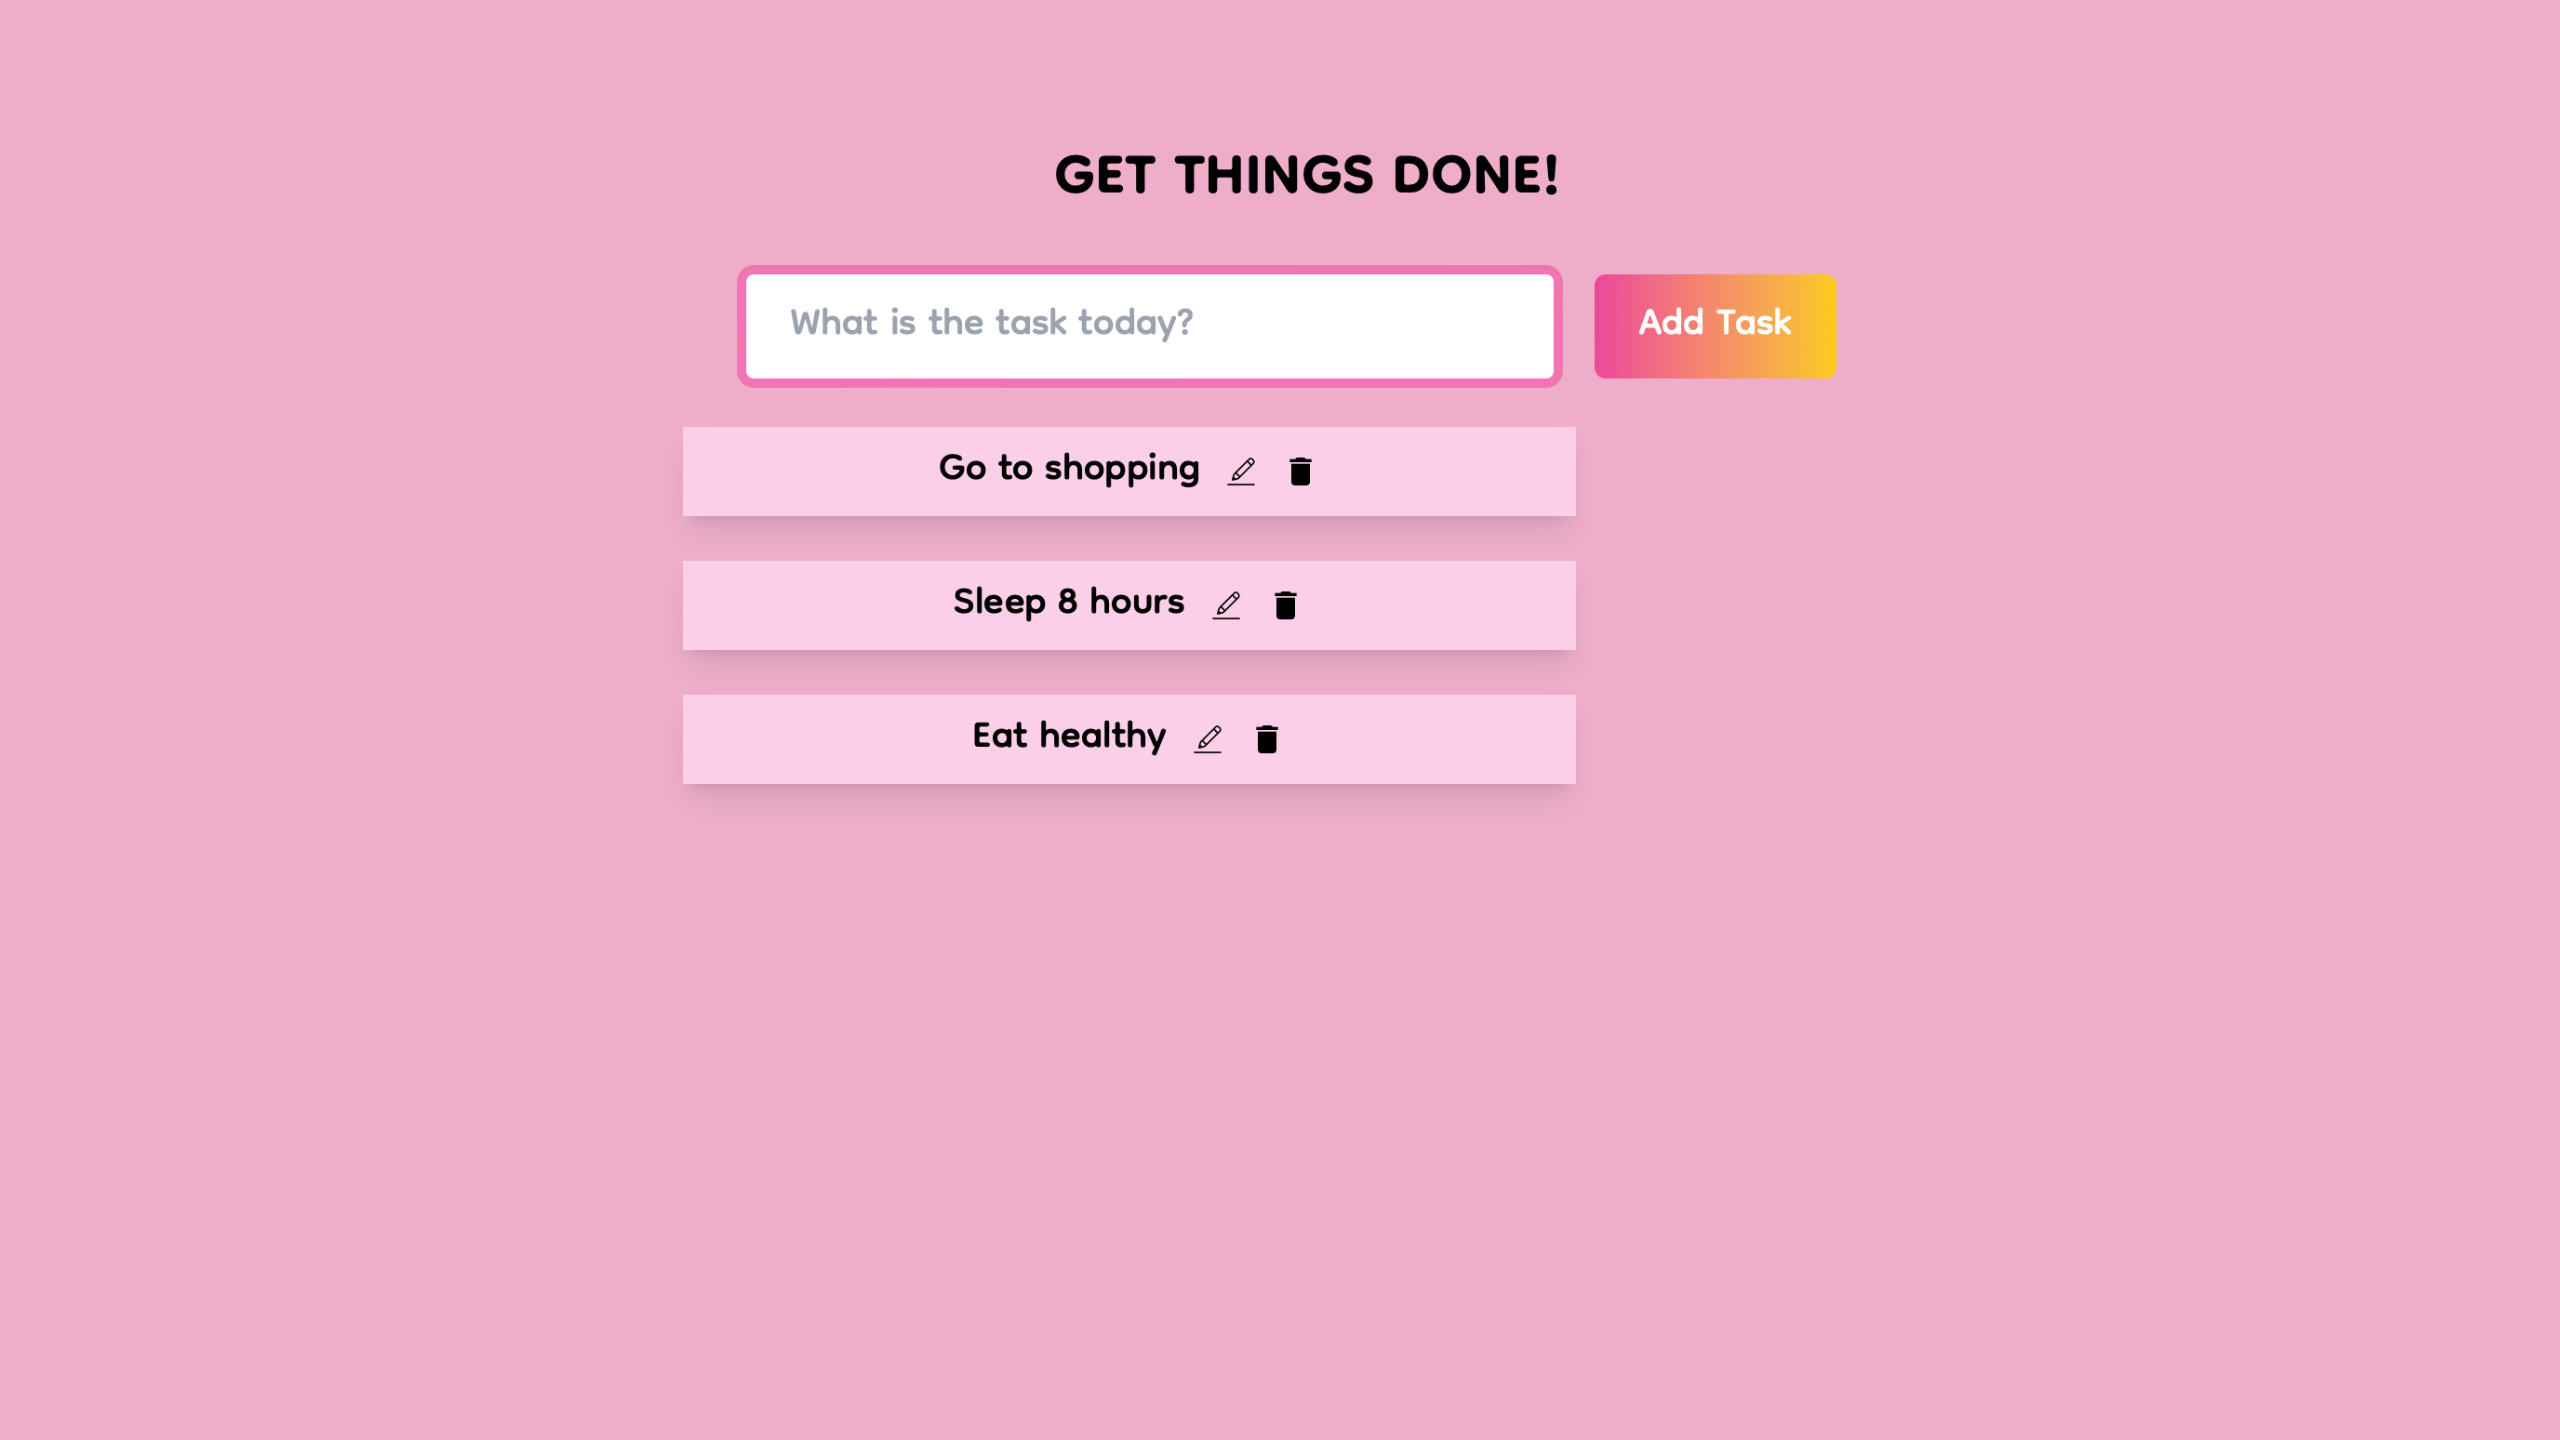 GET THINGS DONE!
What is the task today?
Add Task
Go to shopping
Sleep 8 hours
Eat healthy